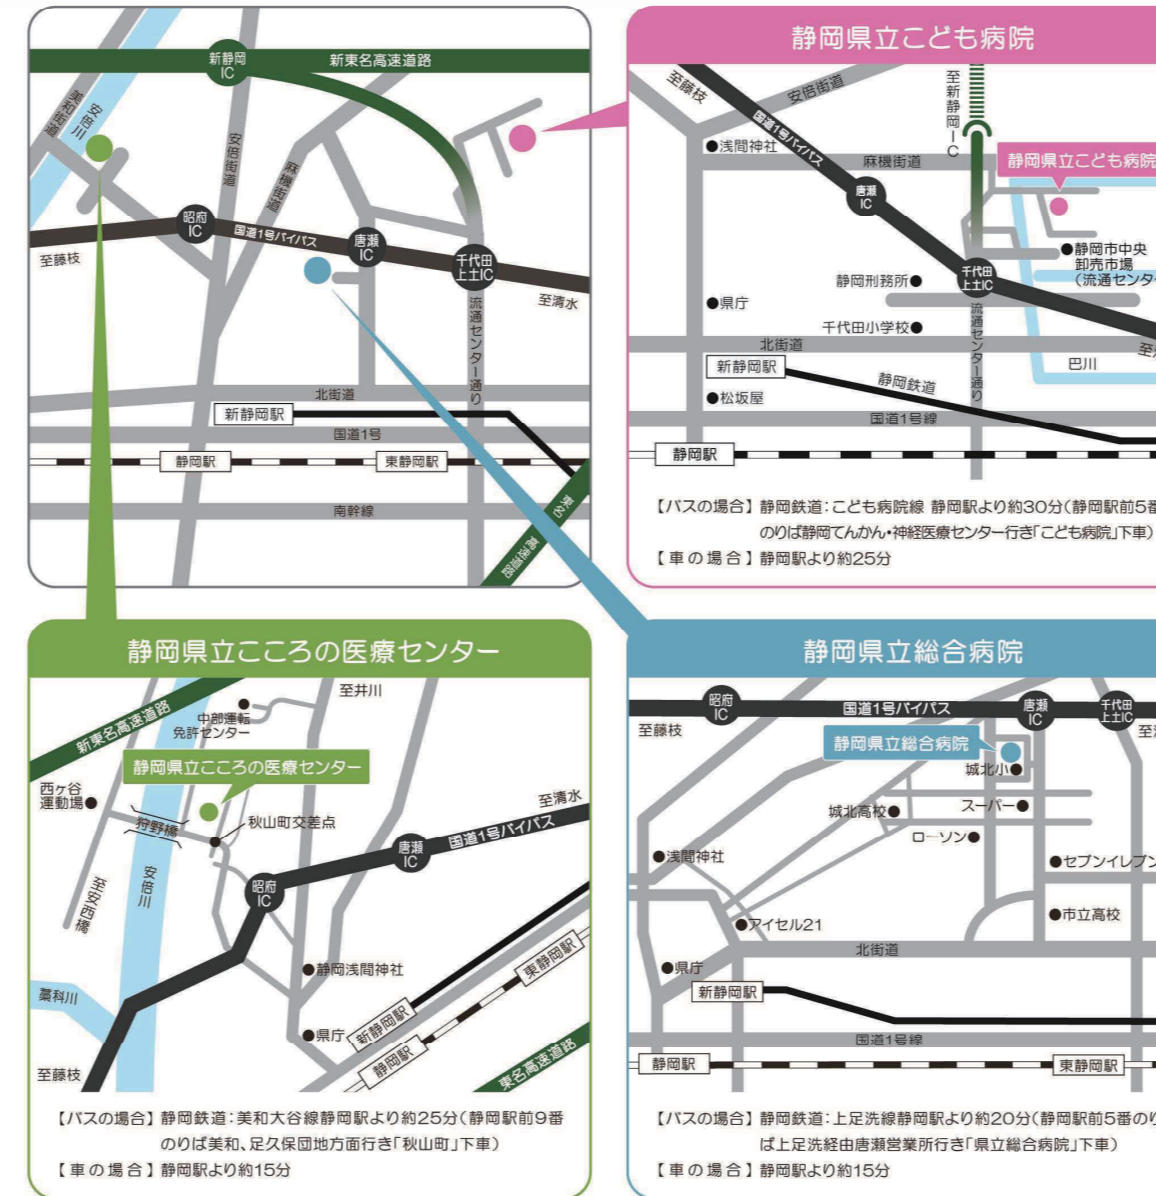 新静岡
IC
新東名高速道路
美和街道
安倍川
安倍街道
麻機街道
昭府
IC
国道1号バイパス
唐瀬
IC
千代田
上土IC
至藤枝
至清水
流通センター通り
北街道
新静岡駅
国道1号
静岡駅
東静岡駅
南幹線
東名
高速道路
静岡県立こども病院
至藤枝
安倍街道
至新静岡IC
国道1号バイパス
●浅間神社
麻機街道
静岡県立こども病院
唐瀬
IC
●静岡市中央
卸売市場
(流通センター
静岡刑務所●
千代田
上土IC
●県庁
千代田小学校●
流通センター通り
北街道
至
巴川
新静岡駅
静岡鉄道
●松坂屋
国道1号線
静岡駅
【バスの場合】静岡鉄道:こども病院線 静岡駅より約30分(静岡駅前5番
のりば静岡てんかん・神経医療センター行き「こども病院」下車)
【車の場合】静岡駅より約25分
静岡県立こころの医療センター
至井川
新東名高速道路
中部運転
免許センター
静岡県立こころの医療センター
西ヶ谷
運動場●
狩野橋
秋山町交差点
至清水
国道1号バイパス
唐瀬
IC
安倍川
至安西橋
昭府
IC
●静岡浅間神社
東静岡駅
藁科川
●県庁
新静岡駅
静岡駅
東名高速道路
至藤枝
【バスの場合】静岡鉄道:美和大谷線静岡駅より約25分(静岡駅前9番
のりば美和、足久保団地方面行き「秋山町」下車)
【車の場合】静岡駅より約15分
静岡県立総合病院
昭府
IC
国道1号バイパス
唐瀬
IC
千代田
上土IC
至藤枝
至
静岡県立総合病院
城北小●
城北高校●
スーパー●
ローソン●
●浅間神社
●セブンイレブン
●アイセル21
●市立高校
北街道
●県庁
新静岡駅
国道1号線
静岡駅
東静岡駅
【バスの場合】静岡鉄道:上足洗線静岡駅より約20分(静岡駅前5番のり
ば上足洗経由唐瀬営業所行き「県立総合病院」下車)
【車の場合】静岡駅より約15分